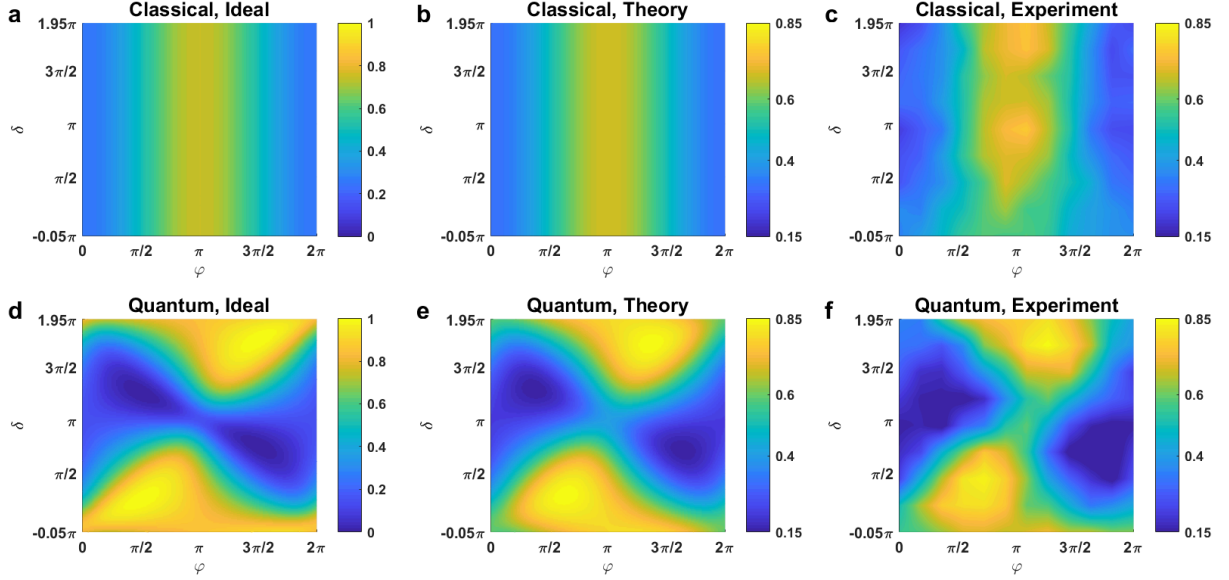 a Classical, Ideal
1.95π
3π/2
π
π/2
-0.05π
δ
0 π/2 π 3π/2 2π
φ
1
0.8
0.6
0.4
0.2
0
b Classical, Theory
1.95π
3π/2
π
π/2
-0.05π
δ
0 π/2 π 3π/2 2π
φ
0.85
0.6
0.4
0.15
c Classical, Experiment
1.95π
3π/2
π
π/2
-0.05π
δ
0 π/2 π 3π/2 2π
φ
0.85
0.6
0.4
0.15
d Quantum, Ideal
1.95π
3π/2
π
π/2
-0.05π
δ
0 π/2 π 3π/2 2π
φ
1
0.8
0.6
0.4
0.2
0
e Quantum, Theory
1.95π
3π/2
π
π/2
-0.05π
δ
0 π/2 π 3π/2 2π
φ
0.85
0.6
0.4
0.15
f Quantum, Experiment
1.95π
3π/2
π
π/2
-0.05π
δ
0 π/2 π 3π/2 2π
φ
0.85
0.6
0.4
0.15